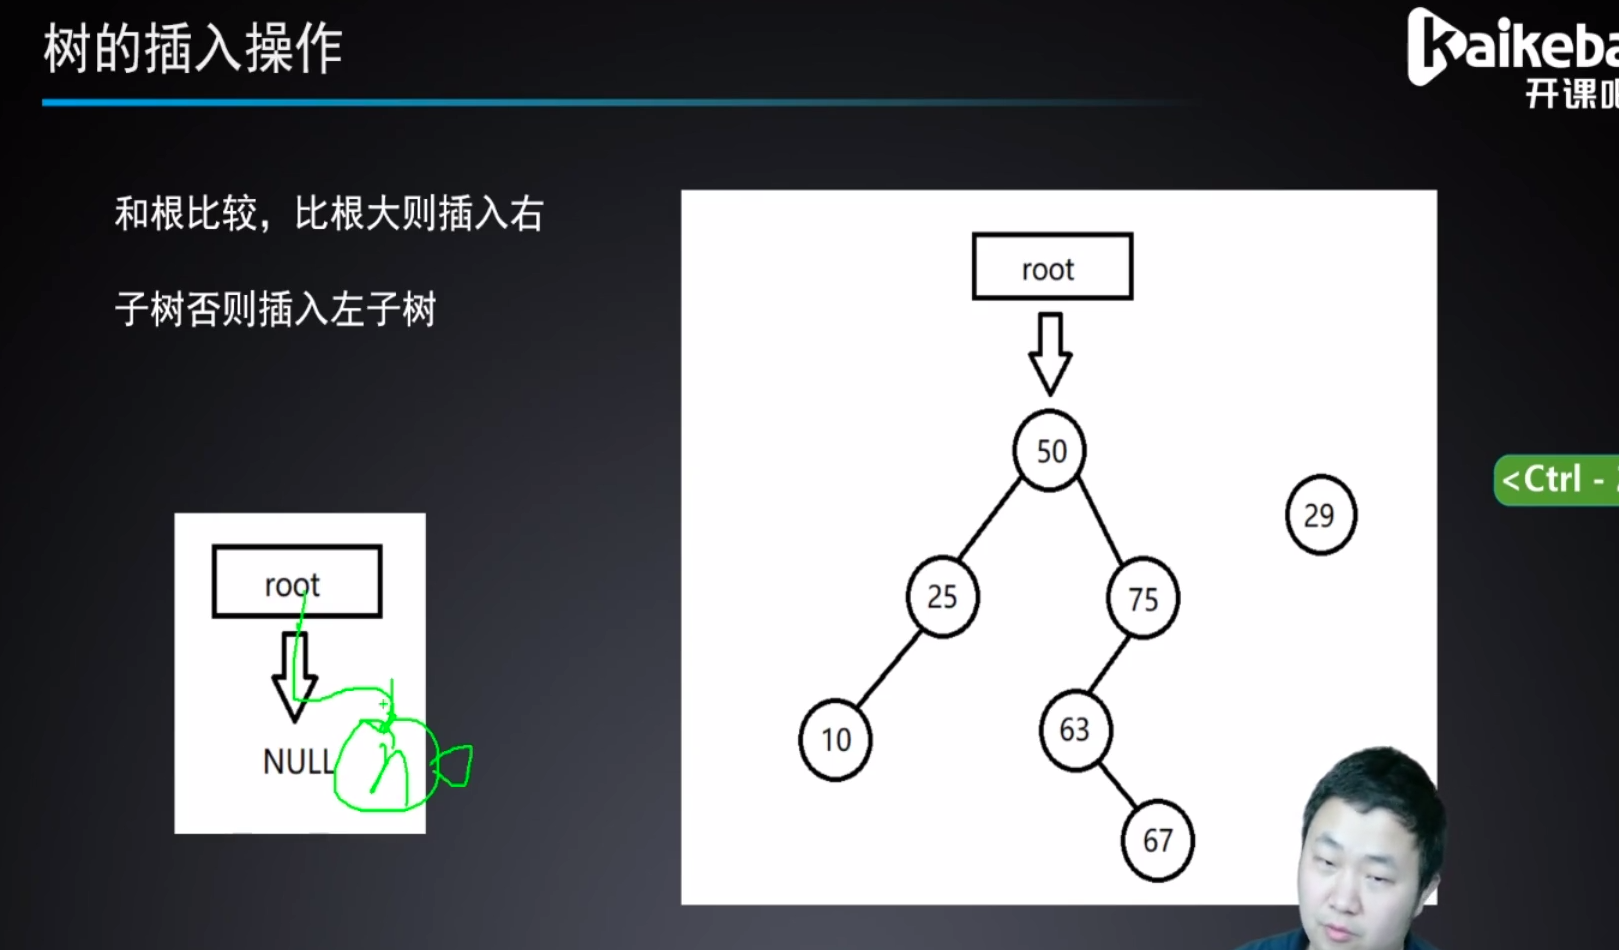 树的插入操作
kaikeba
开课吧
和根比较，比根大则插入右
子树否则插入左子树
root
50
29
<Ctrl -
25
75
root
NULL
n
10
63
67